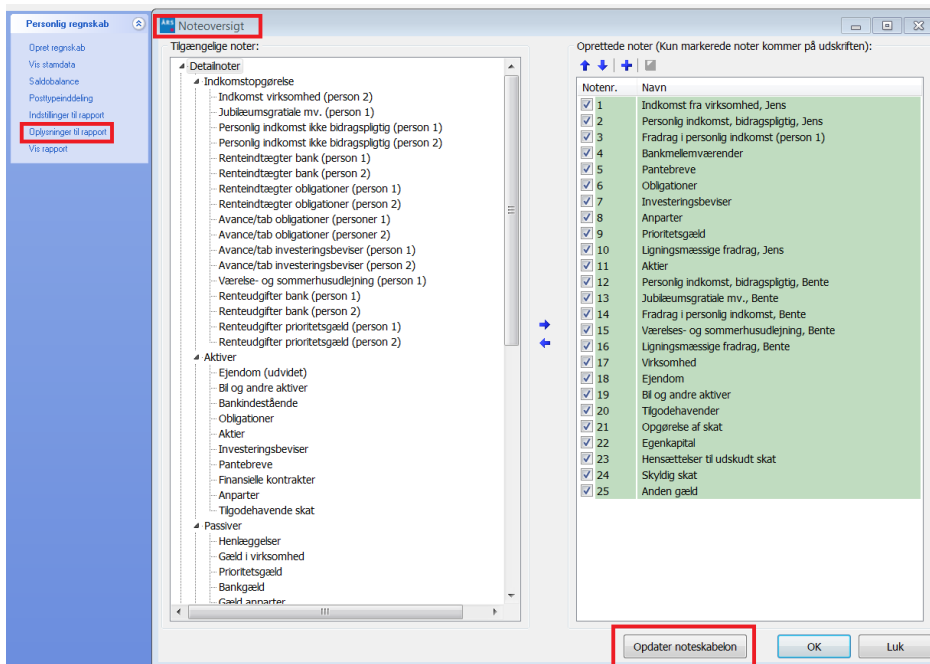 Personlig regnskab
Opret regnskab
Vis stamdata
Saldobalance
Posttypeinddeling
Indstillinger til rapport
Oplysninger til rapport
Vis rapport
ÅRS
Noteoversigt
Tilgængelige noter:
Detailnoter
Indkomstopgørelse
Indkomst virksomhed (person 2)
Jubilæumsgratiale mv. (person 1)
Personlig indkomst ikke bidragspligtig (person 1)
Personlig indkomst ikke bidragspligtig (person 2)
Renteindtægter bank (person 1)
Renteindtægter bank (person 2)
Renteindtægter obligationer (person 1)
Renteindtægter obligationer (person 2)
Avance/tab obligationer (personer 1)
Avance/tab obligationer (personer 2)
Avance/tab investeringsbeviser (person 1)
Avance/tab investeringsbeviser (person 2)
Værelse- og sommerhusudlejning (person 1)
Renteudgifter bank (person 1)
Renteudgifter bank (person 2)
Renteudgifter prioritetsgæld (person 1)
Renteudgifter prioritetsgæld (person 2)
Aktiver
Ejendom (udvidet)
Bil og andre aktiver
Bankindestående
Obligationer
Aktier
Investeringsbeviser
Pantebreve
Finansielle kontrakter
Anparter
Tilgodehavende skat
Passiver
Henlæggelser
Gæld i virksomhed
Prioritetsgæld
Bankgæld
Gæld anparter
Oprettede noter (Kun markerede noter kommer på udskriften):
Notenr. Navn
1 Indkomst fra virksomhed, Jens
2 Personlig indkomst, bidragspligtig, Jens
3 Fradrag i personlig indkomst (person 1)
4 Bankmellemværender
5 Pantebreve
6 Obligationer
7 Investeringsbeviser
8 Anparter
9 Prioritetsgæld
10 Ligningsmæssige fradrag, Jens
11 Aktier
12 Personlig indkomst, bidragspligtig, Bente
13 Jubilæumsgratiale mv., Bente
14 Fradrag i personlig indkomst, Bente
15 Værelses- og sommerhusudlejning, Bente
16 Ligningsmæssige fradrag, Bente
17 Virksomhed
18 Ejendom
19 Bil og andre aktiver
20 Tilgodehavender
21 Opgørelse af skat
22 Egenkapital
23 Hensættelser til udskudt skat
24 Skyldig skat
25 Anden gæld
Opdater noteskabelon
OK
Luk